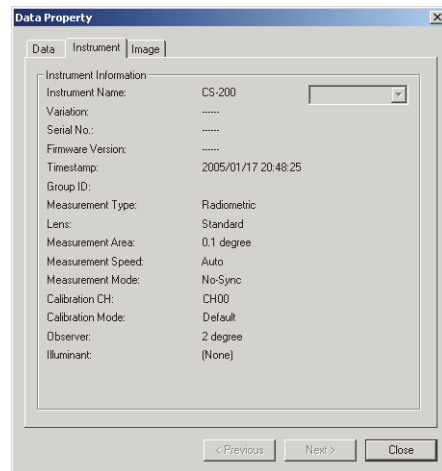 Data Property
Data Instrument Image
Instrument Information
Instrument Name: CS-200
Variation: -----
Serial No.: -----
Firmware Version: -----
Timestamp: 2005/01/17 20:48:25
Group ID:
Measurement Type: Radiometric
Lens: Standard
Measurement Area: 0.1 degree
Measurement Speed: Auto
Measurement Mode: No-Sync
Calibration CH: CH00
Calibration Mode: Default
Observer: 2 degree
Illuminant: (None)
< Previous Next > Close